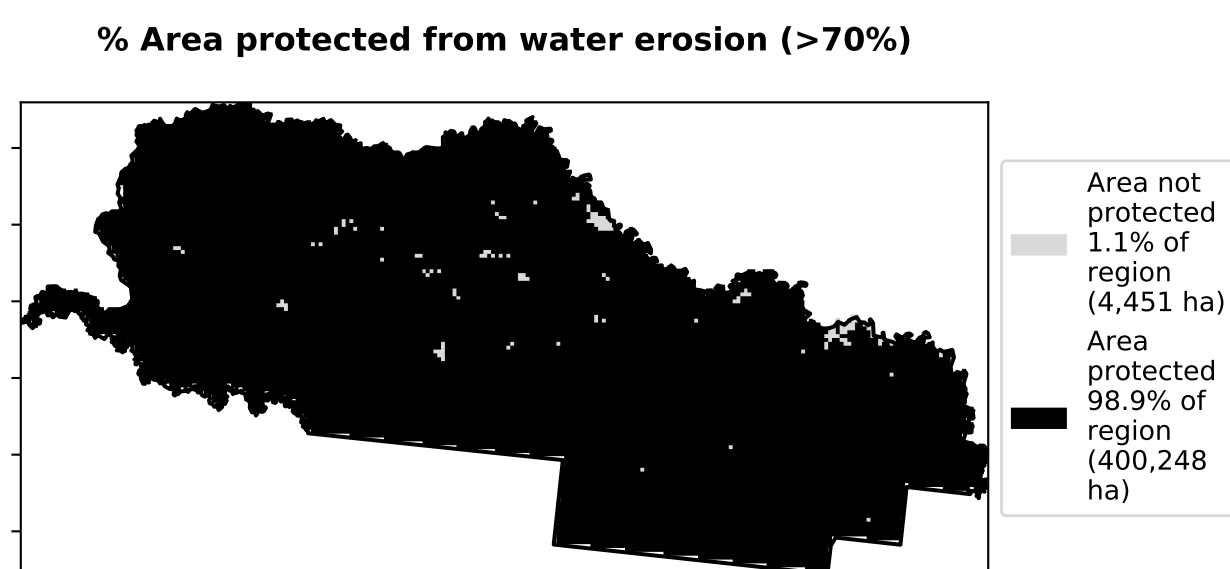 % Area protected from water erosion (>70%)
Area not
protected
1.1% of
region
(4,451 ha)
Area
protected
98.9% of
region
(400,248
ha)